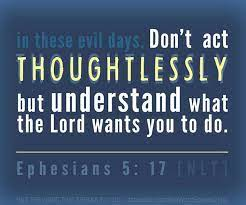 in these evil days. Don't act
THOUGHTLESSLY
but understand what
the Lord wants you to do.
Ephesians 5: 17 [NLT]